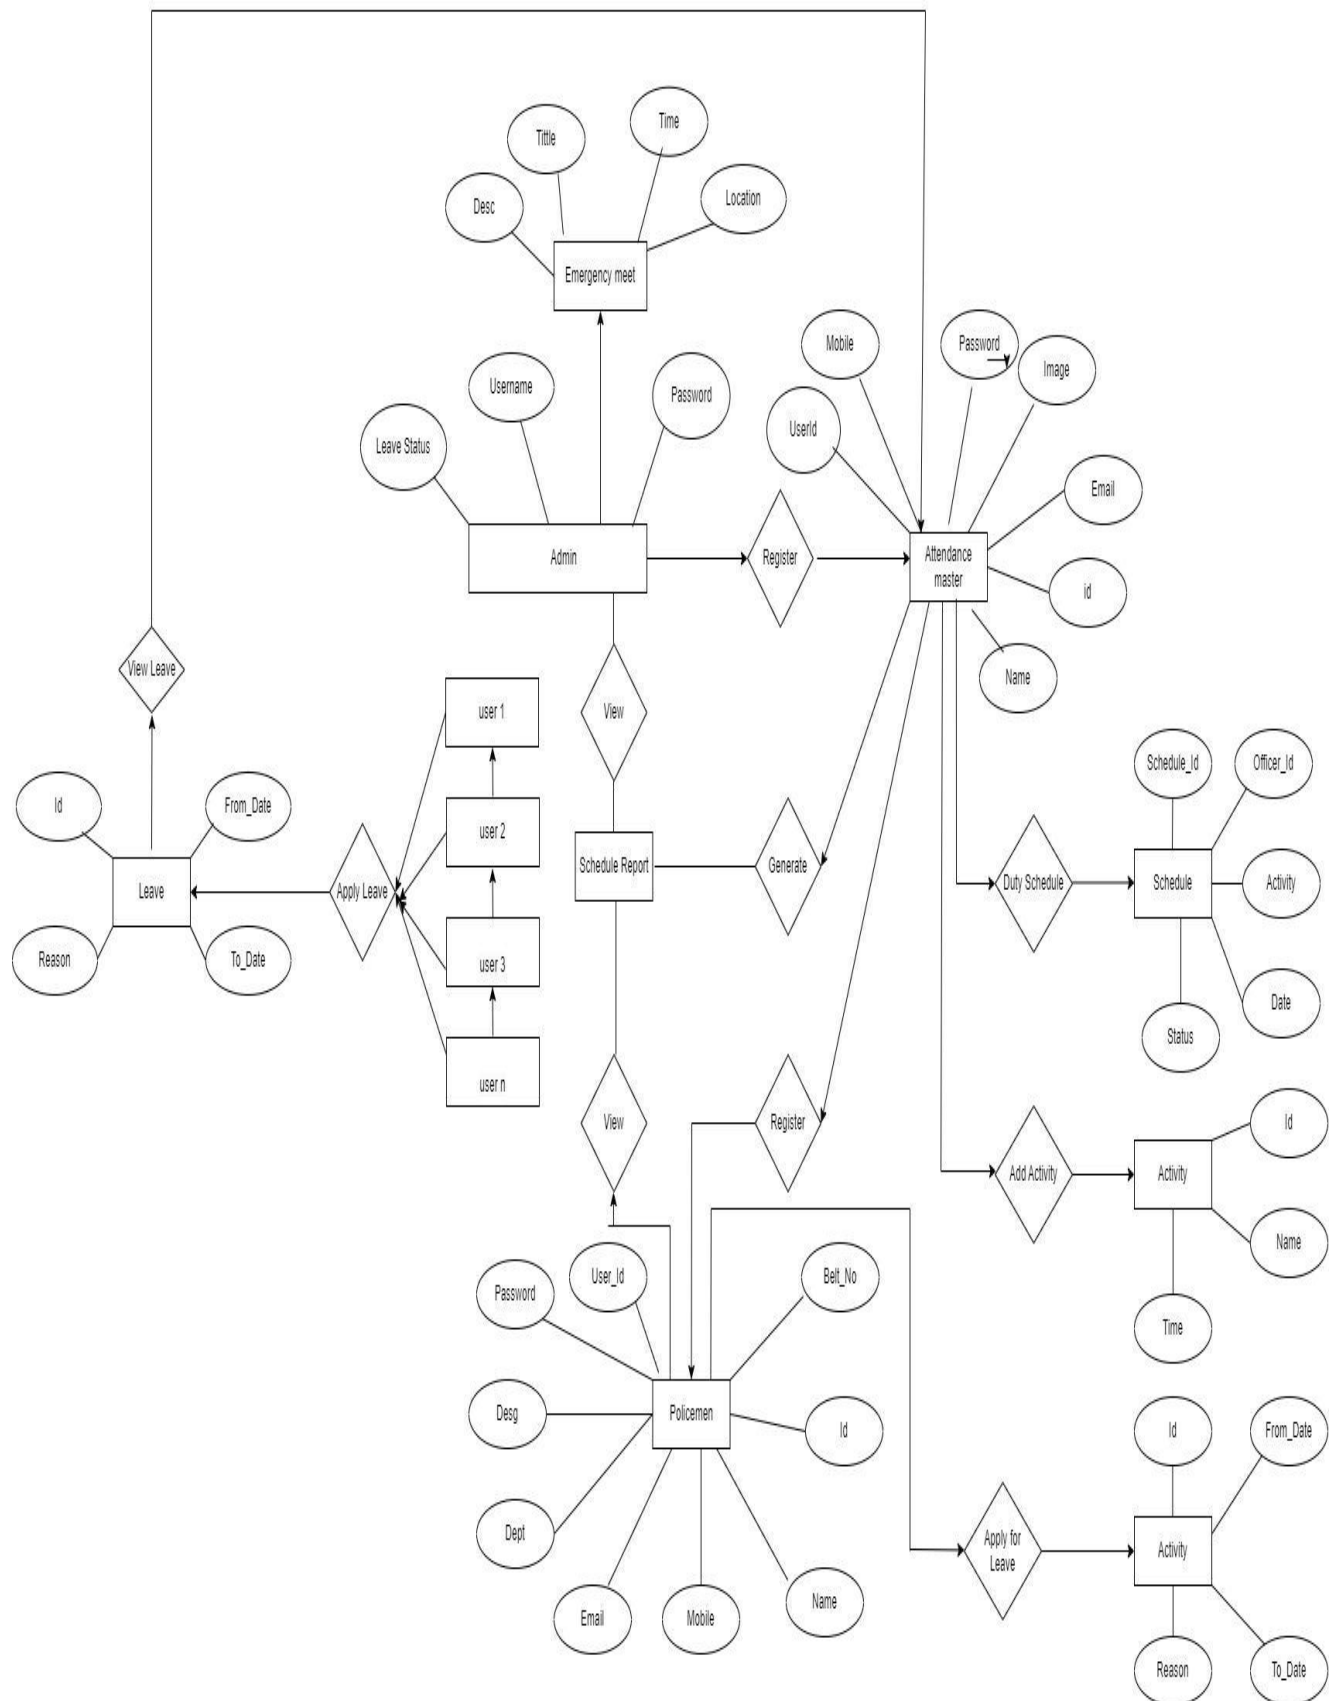 Time
Tittle
Location
Desc
Emergency meet
Mobile
Password
Image
Username
Password
UserId
Leave Status
Email
Admin
Register
Attendance
master
id
View Leave
Name
user 1
View
Schedule_Id
Officer_Id
Id
From_Date
user 2
Apply Leave
Leave
Schedule Report
Generate
Duty Schedule
Schedule
Activity
Reason
To_Date
user 3
Date
Status
user n
View
Register
Id
Add Activity
Activity
Name
User_Id
Belt_No
Password
Time
Desg
Policemen
Id
Id
From_Date
Dept
Apply for
Leave
Activity
Name
Email
Mobile
Reason
To_Date